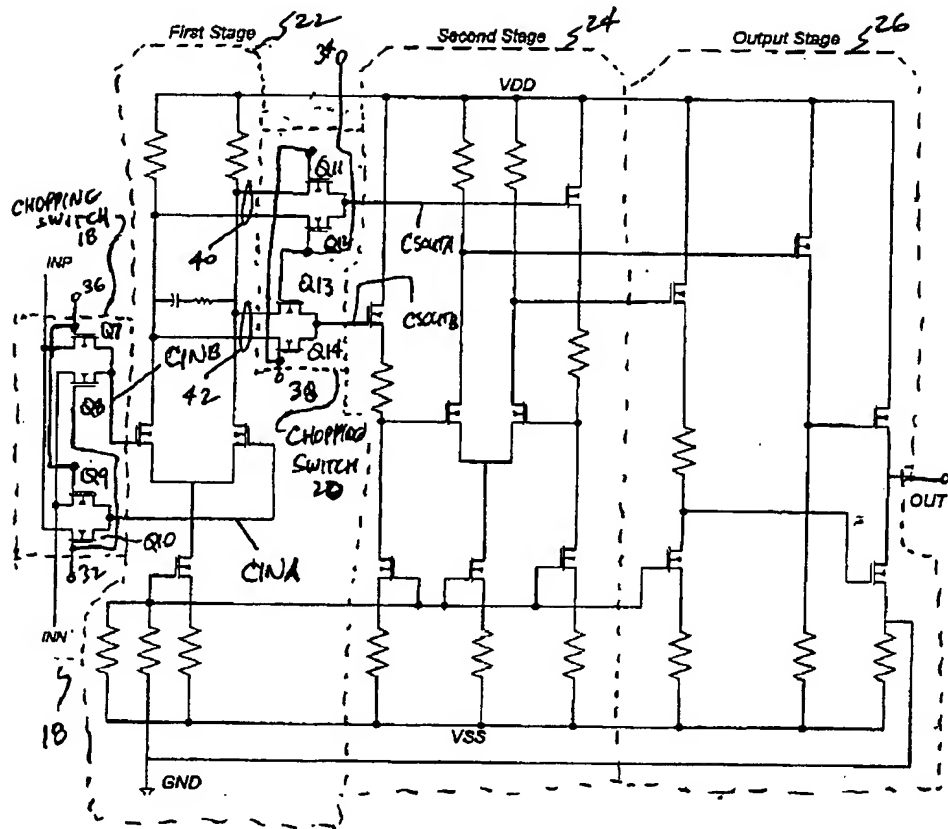 22
First Stage
34
Second Stage
24
Output Stage
26
VDD
Q11
CHOPPING
SWITCH
18
40
Q12
CSOUTA
INP
36
Q13
CSOUTB
Q7
CINB
Q14
42
38
Q8
CHOPPING
SWITCH
20
Q9
OUT
Q10
CINA
32
INN
18
VSS
GND